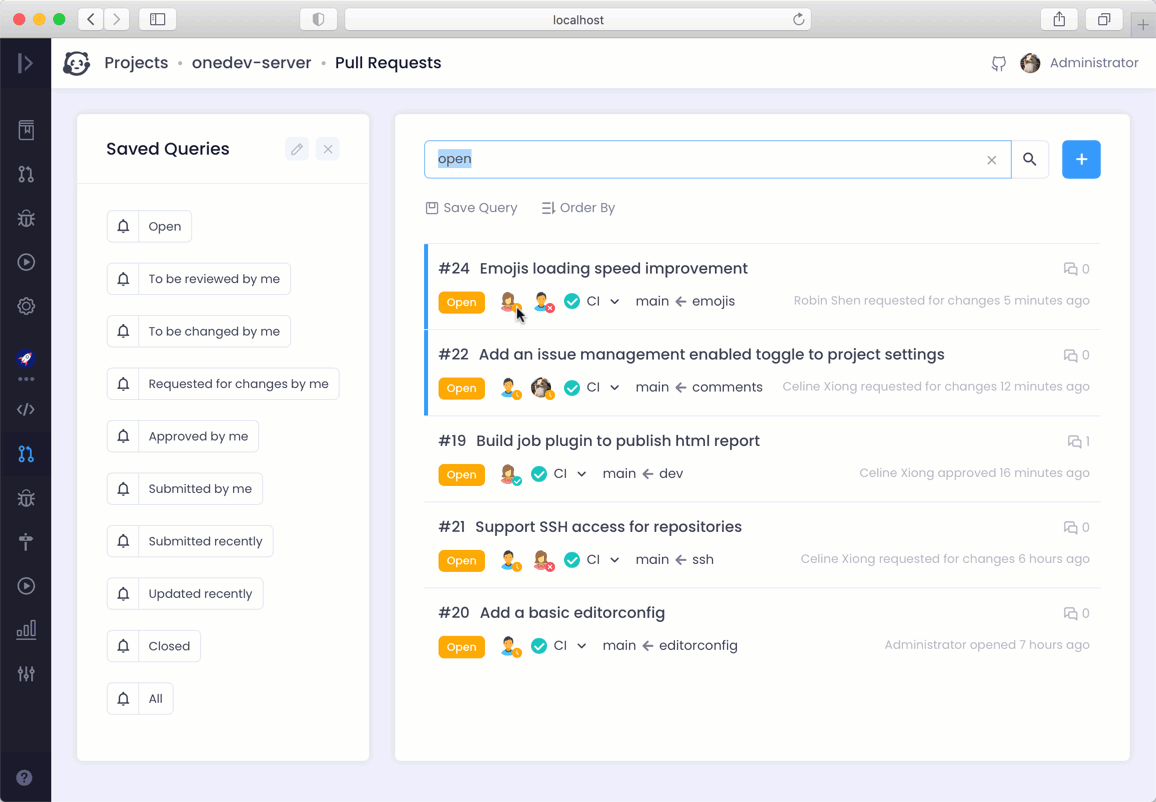 localhost
Projects • onedev-server • Pull Requests
Administrator
Saved Queries
Open
To be reviewed by me
To be changed by me
Requested for changes by me
Approved by me
Submitted by me
Submitted recently
Updated recently
Closed
All
open
Save Query Order By
#24 Emojis loading speed improvement 0
Open CI main ← emojis Robin Shen requested for changes 5 minutes ago
#22 Add an issue management enabled toggle to project settings 0
Open CI main ← comments Celine Xiong requested for changes 12 minutes ago
#19 Build job plugin to publish html report 1
Open CI main ← dev Celine Xiong approved 16 minutes ago
#21 Support SSH access for repositories 0
Open CI main ← ssh Celine Xiong requested for changes 6 hours ago
#20 Add a basic editorconfig 0
Open CI main ← editorconfig Administrator opened 7 hours ago